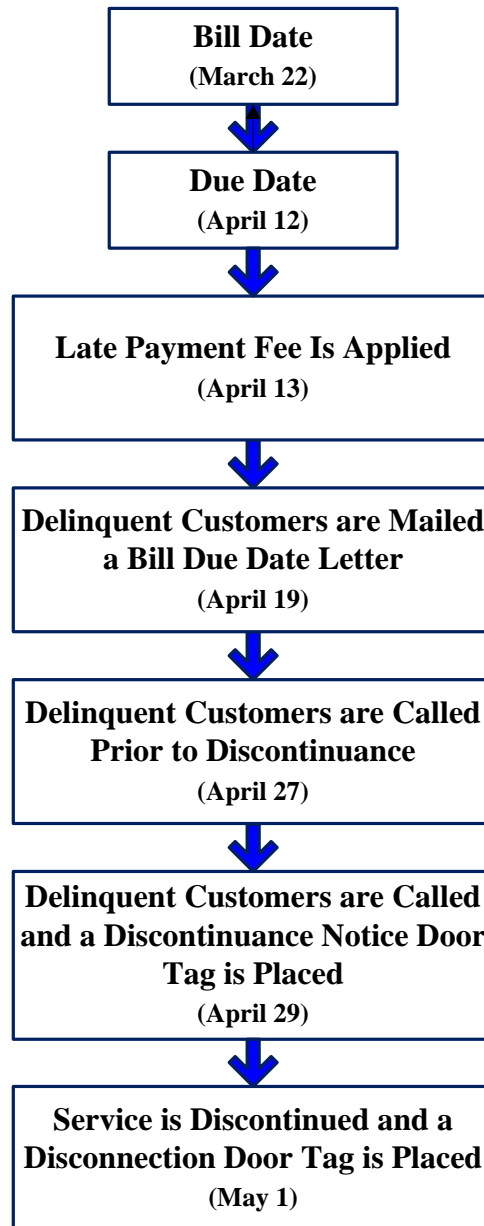 Bill Date
(March 22)
Due Date
(April 12)
Late Payment Fee Is Applied
(April 13)
Delinquent Customers are Mailed
a Bill Due Date Letter
(April 19)
Delinquent Customers are Called
Prior to Discontinuance
(April 27)
Delinquent Customers are Called
and a Discontinuance Notice Door
Tag is Placed
(April 29)
Service is Discontinued and a
Disconnection Door Tag is Placed
(May 1)